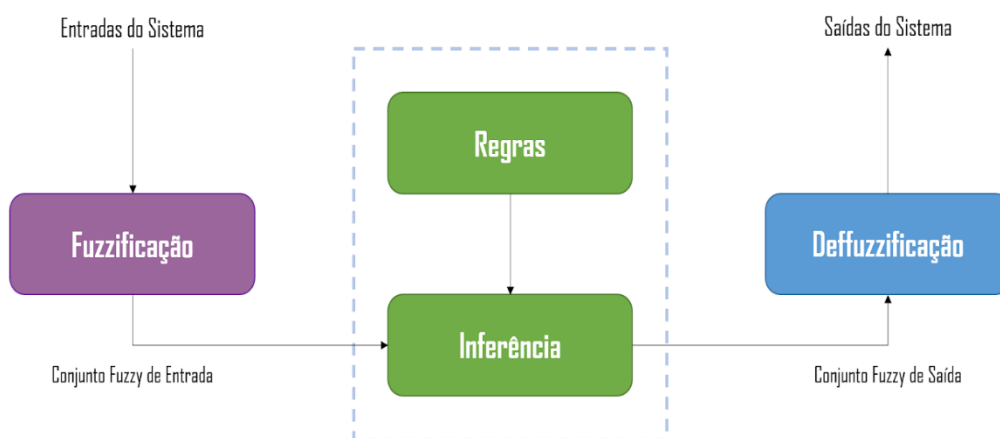 Entradas do Sistema
Saídas do Sistema
Regras
Fuzzificação
Deffuzzificação
Inferência
Conjunto Fuzzy de Entrada
Conjunto Fuzzy de Saída